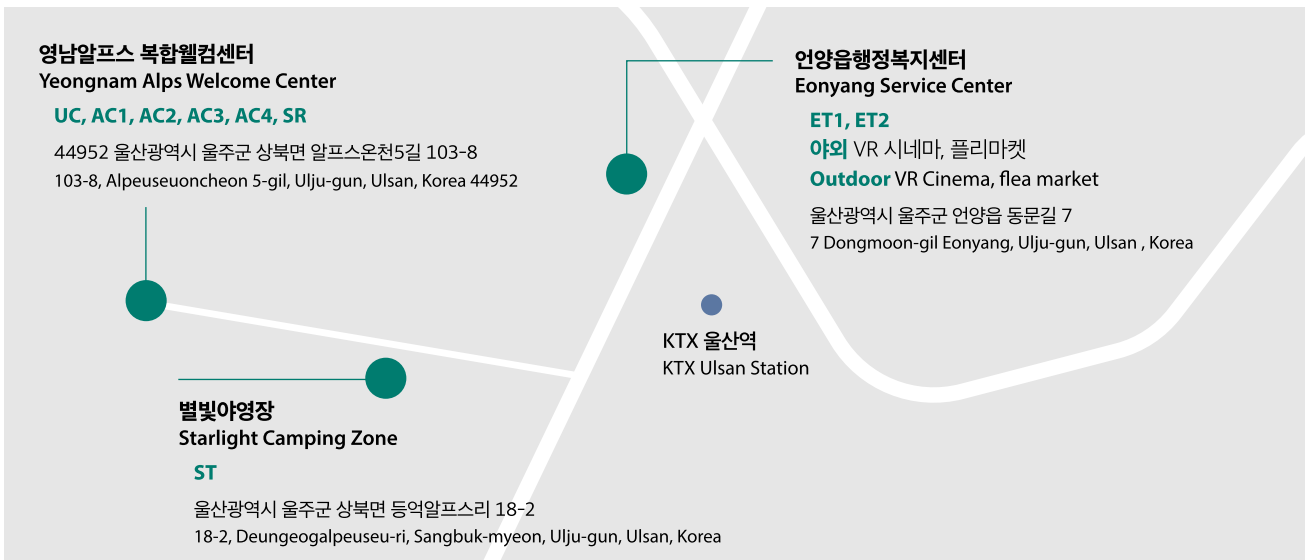 영남알프스 복합웰컴센터
Yeongnam Alps Welcome Center
UC, AC1, AC2, AC3, AC4, SR
44952 울산광역시 울주군 상북면 알프스온천5길 103-8
103-8, Alpeuseuoncheon 5-gil, Ulju-gun, Ulsan, Korea 44952
언양읍행정복지센터
Eonyang Service Center
ET1, ET2
야외 VR 시네마, 플리마켓
Outdoor VR Cinema, flea market
울산광역시 울주군 언양읍 동문길 7
7 Dongmoon-gil Eonyang, Ulju-gun, Ulsan , Korea
KTX 울산역
KTX Ulsan Station
별빛야영장
Starlight Camping Zone
ST
울산광역시 울주군 상북면 등억알프스리 18-2
18-2, Deungeogalpeuseu-ri, Sangbuk-myeon, Ulju-gun, Ulsan, Korea